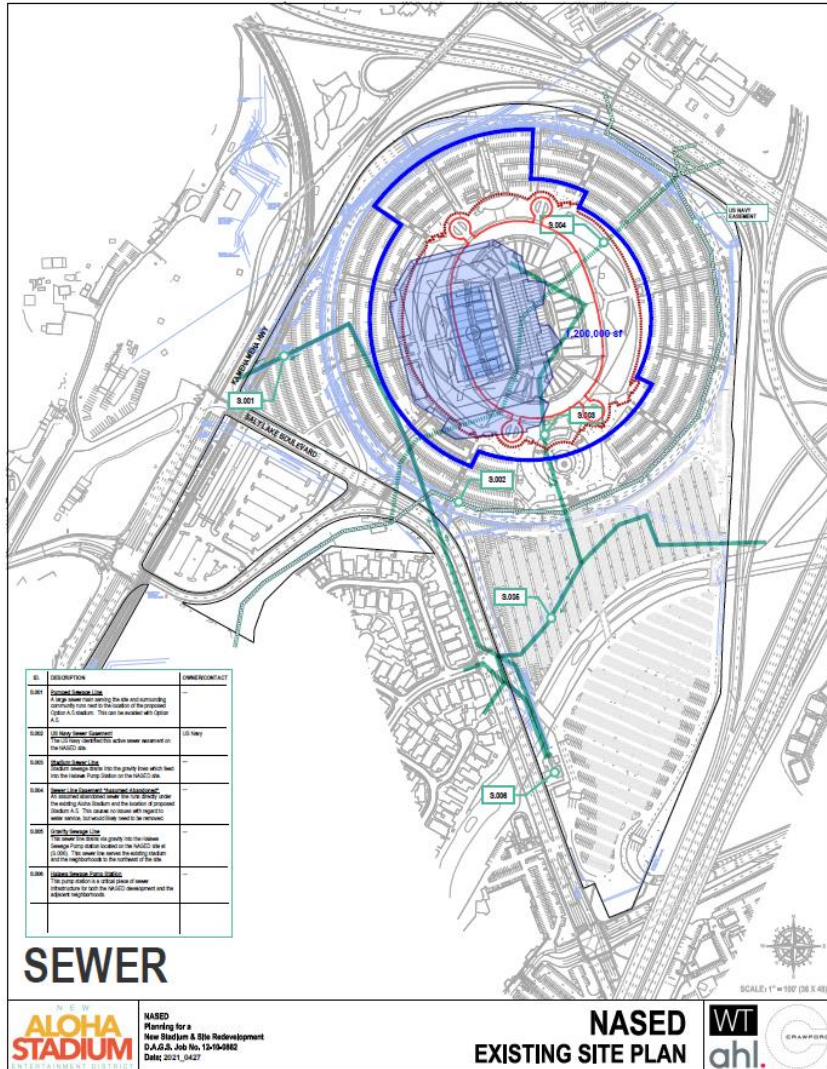 US NAVY
EASEMENT
S.004
1,200,000 sf
KAMEHAMEHA HWY
S.001
SALT LAKE BOULEVARD
S.003
S.002
S.005
S.006
ID. DESCRIPTION OWNER/CONTACT
S.001 Pumped Sewage Line ---
A large sewer main serving the site and surrounding
community runs next to the location of the proposed
Option A.5 stadium. This can be avoided with Option
A.5.
S.002 US Navy Sewer Easement US Navy
The US Navy identified this active sewer easement on
the NASED site.
S.003 Stadium Sewer Line ---
Stadium sewage drains into the gravity lines which feed
into the Halawa Pump Station on the NASED site.
S.004 Sewer Line Easement "Assumed Abandoned" ---
An assumed abandoned sewer line runs directly under
the existing Aloha Stadium and the location of proposed
Stadium A.5. This causes no issues with regard to
sewer service, but would likely need to be removed.
S.005 Gravity Sewage Line ---
This sewer line drains via gravity into the Halawa
Sewage Pump station located on the NASED site at
(S.006). This sewer line serves the existing stadium
and the neighborhoods to the northeast of the site.
S.006 Halawa Sewage Pump Station ---
This pump station is a critical piece of sewer
infrastructure for both the NASED development and the
adjacent neighborhoods.
SEWER
SCALE: 1" = 100' (36 X 48)
NEW
ALOHA
STADIUM
ENTERTAINMENT DISTRICT
NASED
Planning for a
New Stadium & Site Redevelopment
D.A.G.S. Job No. 12-10-0882
Date: 2021_0427
NASED
EXISTING SITE PLAN
WT
ahl.
CRAWFORD